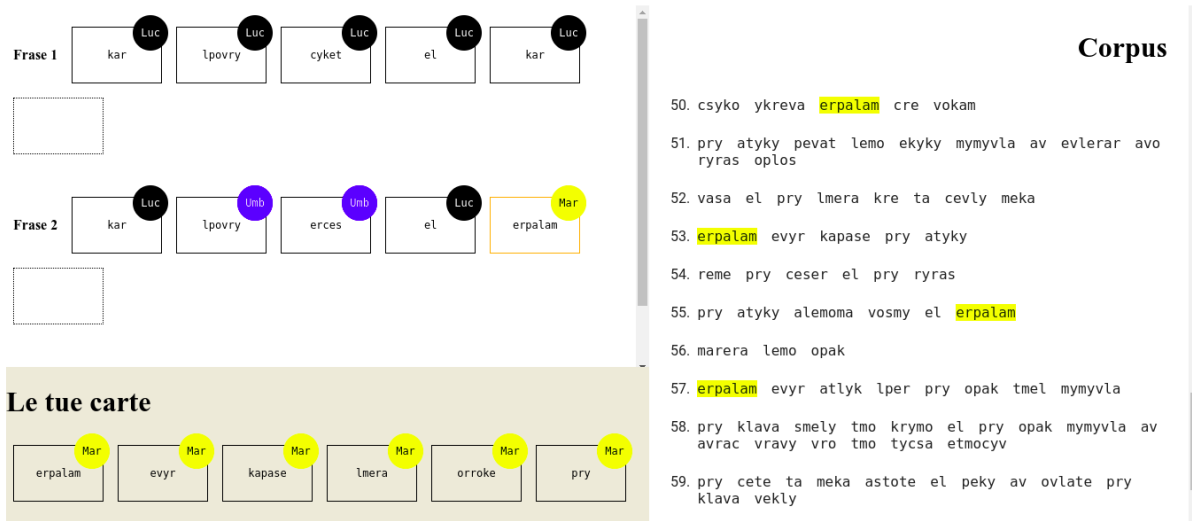 Frase 1 kar Luc lpovry Luc cyket Luc el Luc kar Luc
Frase 2 kar Luc lpovry Umb erces Umb el Luc erpalam Mar
Le tue carte
erpalam Mar evyr Mar kapase Mar lmera Mar orroke Mar pry Mar
Corpus
50. csyko ykreva erpalam cre vokam
51. pry atyky pevat lemo ekyky mymyvla av evlerar avo
ryras oplos
52. vasa el pry lmera kre ta cevly meka
53. erpalam evyr kapase pry atyky
54. reme pry ceser el pry ryras
55. pry atyky alemoma vosmy el erpalam
56. marera lemo opak
57. erpalam evyr atlyk lper pry opak tmel mymyvla
58. pry klava smely tmo krymo el pry opak mymyvla av
avrac vravy vro tmo tycsa etmocyv
59. pry cete ta meka astote el peky av ovlate pry
klava vekly